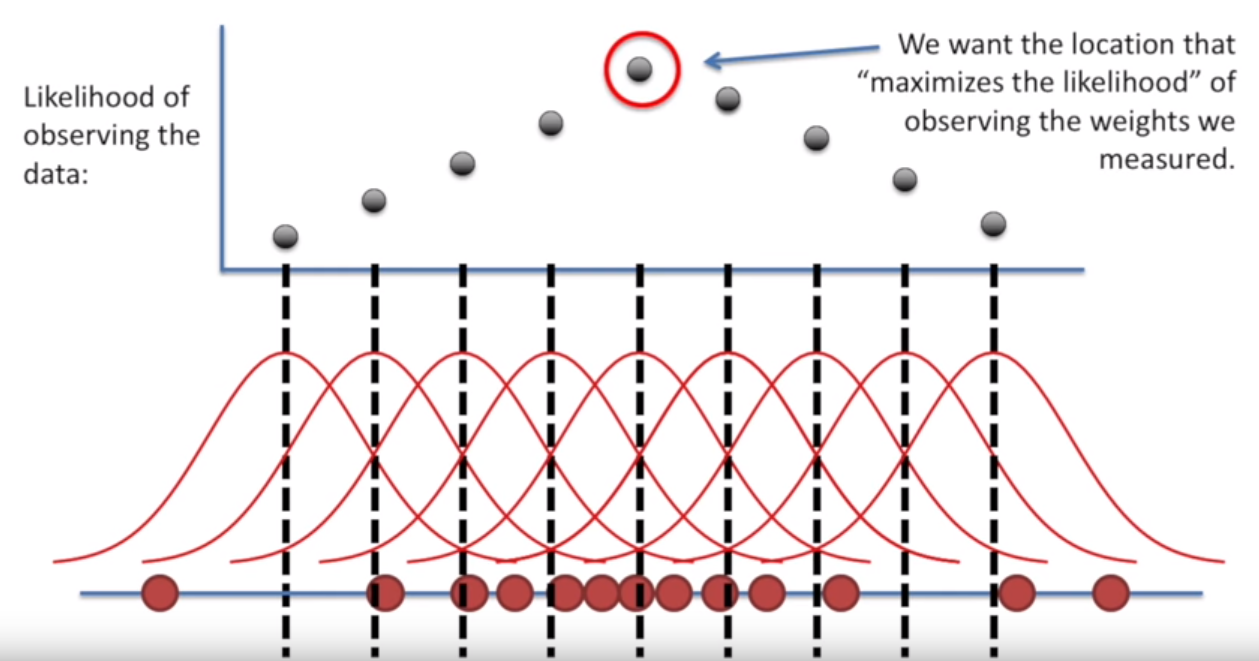 Likelihood of
observing the
data:
We want the location that
“maximizes the likelihood” of
observing the weights we
measured.